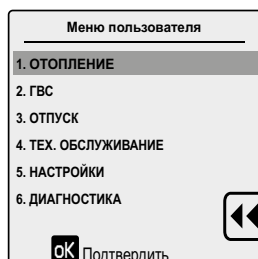 Меню пользователя
1. ОТОПЛЕНИЕ
2. ГВС
3. ОТПУСК
4. ТЕХ. ОБСЛУЖИВАНИЕ
5. НАСТРОЙКИ
6. ДИАГНОСТИКА
oK Подтвердить